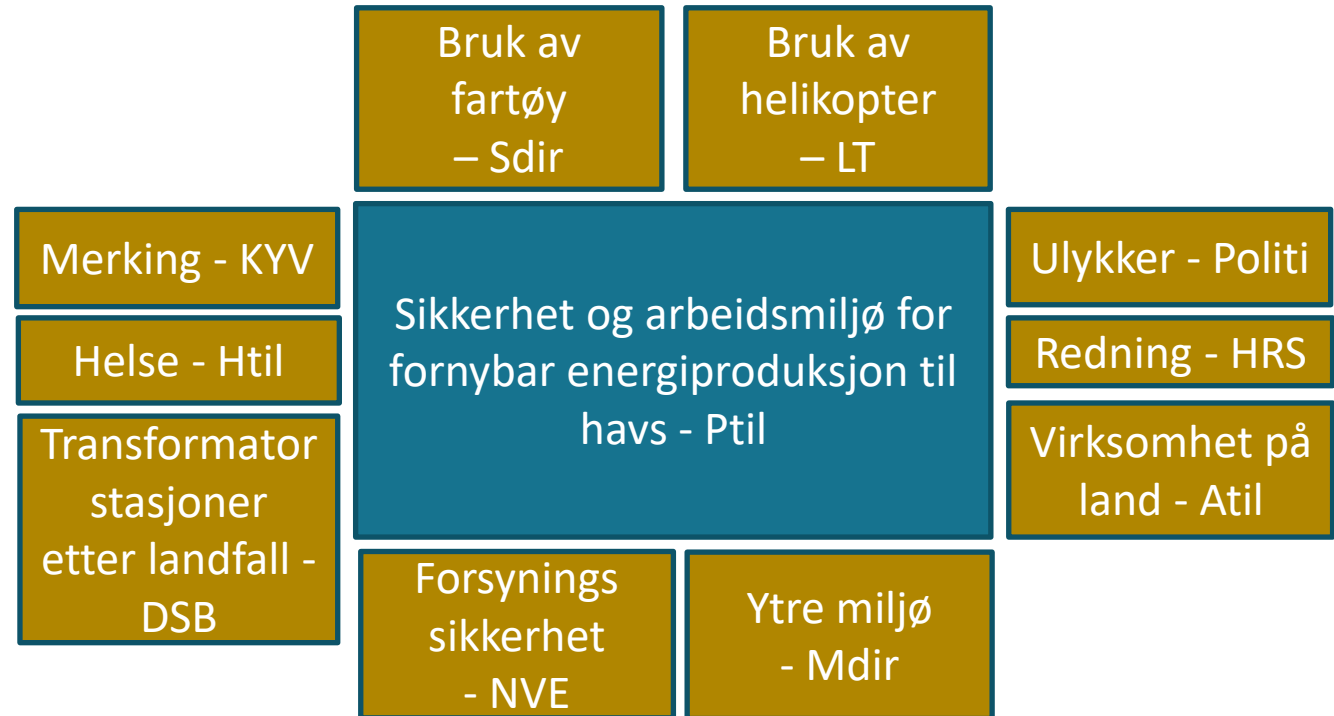 Bruk av
fartøy
– Sdir
Bruk av
helikopter
– LT
Merking - KYV
Helse - Htil
Transformator
stasjoner
etter landfall -
DSB
Sikkerhet og arbeidsmiljø for
fornybar energiproduksjon til
havs - Ptil
Ulykker - Politi
Redning - HRS
Virksomhet på
land - Atil
Forsynings
sikkerhet
- NVE
Ytre miljø
- Mdir